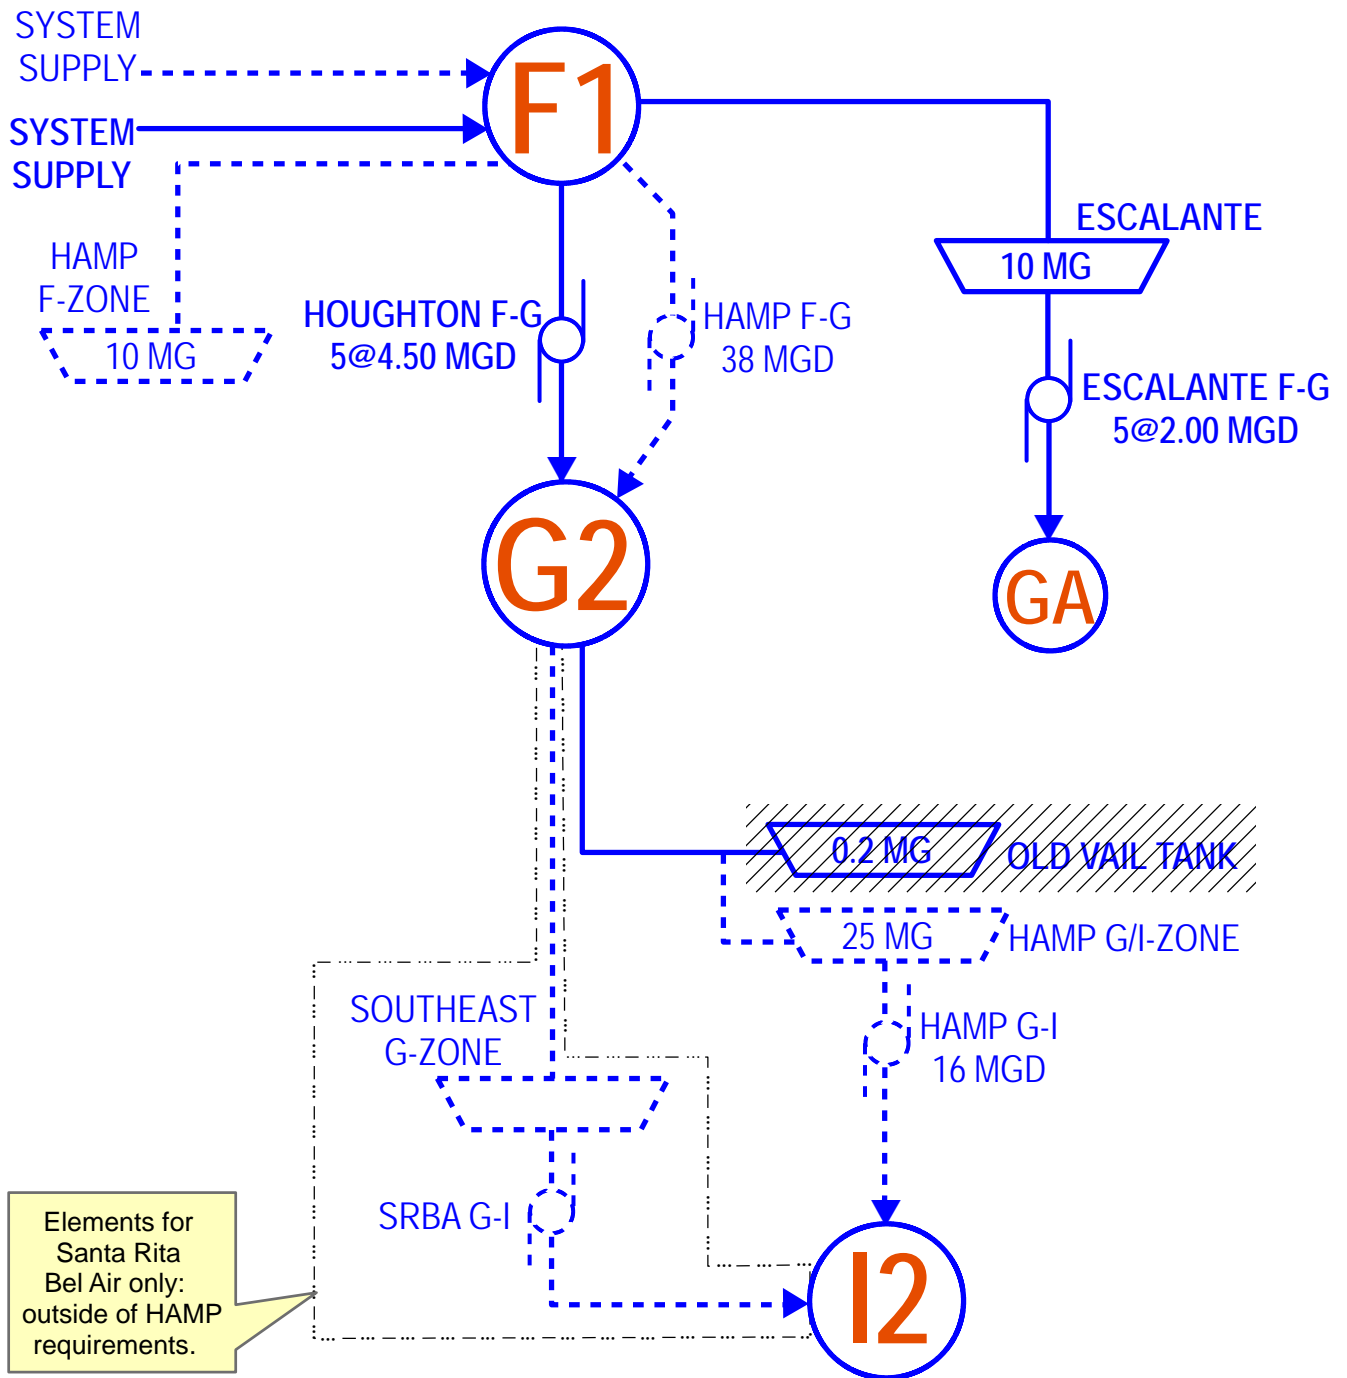 SYSTEM
SUPPLY
F1
SYSTEM
SUPPLY
ESCALANTE
10 MG
HAMP
F-ZONE
10 MG
HOUGHTON F-G
5@4.50 MGD
HAMP F-G
38 MGD
ESCALANTE F-G
5@2.00 MGD
G2
GA
0.2 MG
OLD VAIL TANK
25 MG
HAMP G/I-ZONE
SOUTHEAST
G-ZONE
HAMP G-I
16 MGD
SRBA G-I
Elements for
Santa Rita
Bel Air only:
outside of HAMP
requirements.
I2